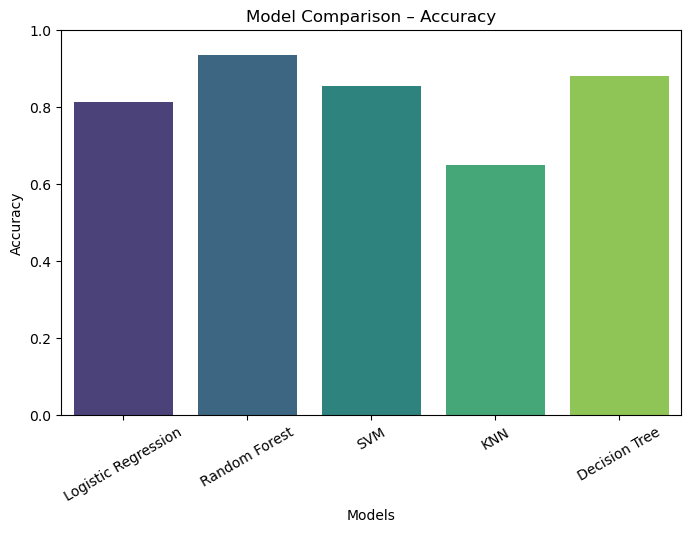 Model Comparison – Accuracy
1.0
0.8
0.6
0.4
0.2
0.0
Accuracy
Logistic Regression
Random Forest
SVM
KNN
Decision Tree
Models